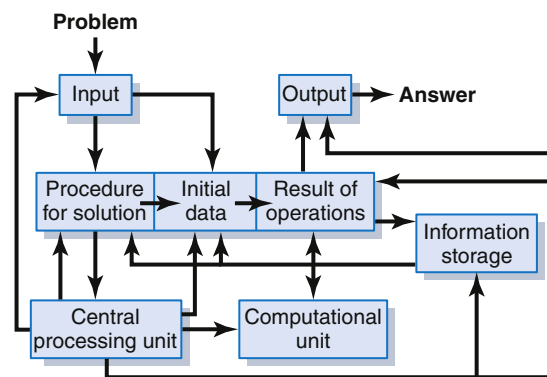 Problem
Input
Output
Answer
Procedure
for solution
Initial
data
Result of
operations
Information
storage
Central
processing unit
Computational
unit